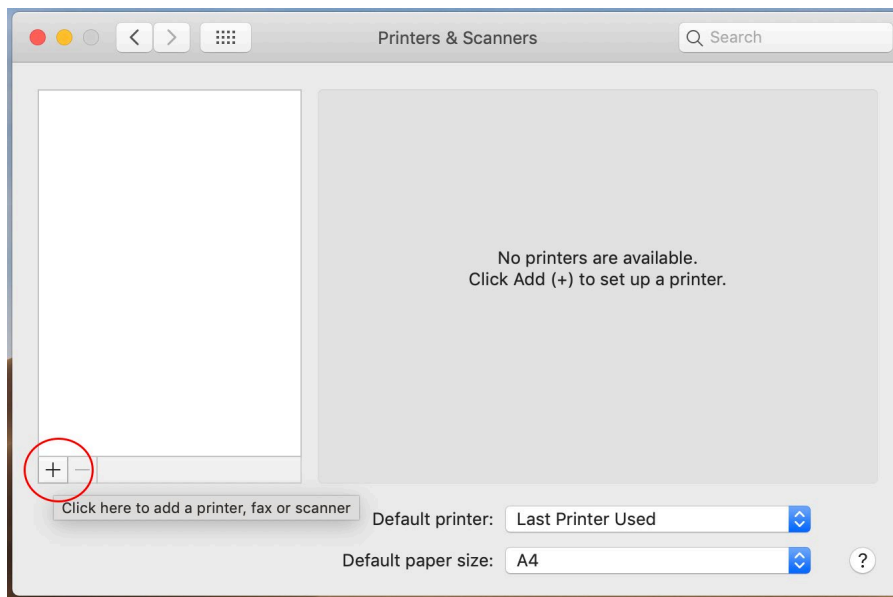 Printers & Scanners
Search
No printers are available.
Click Add (+) to set up a printer.
Click here to add a printer, fax or scanner
Default printer: Last Printer Used
Default paper size: A4 ?